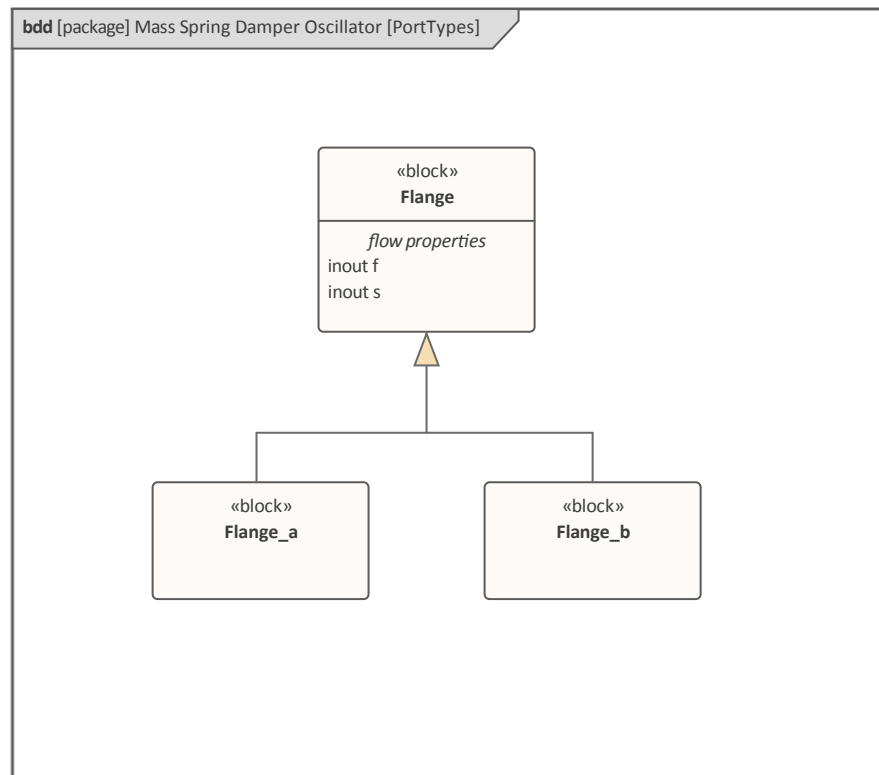 bdd [package] Mass Spring Damper Oscillator [PortTypes]
«block»
Flange
flow properties
inout f
inout s
«block»
Flange_a
«block»
Flange_b